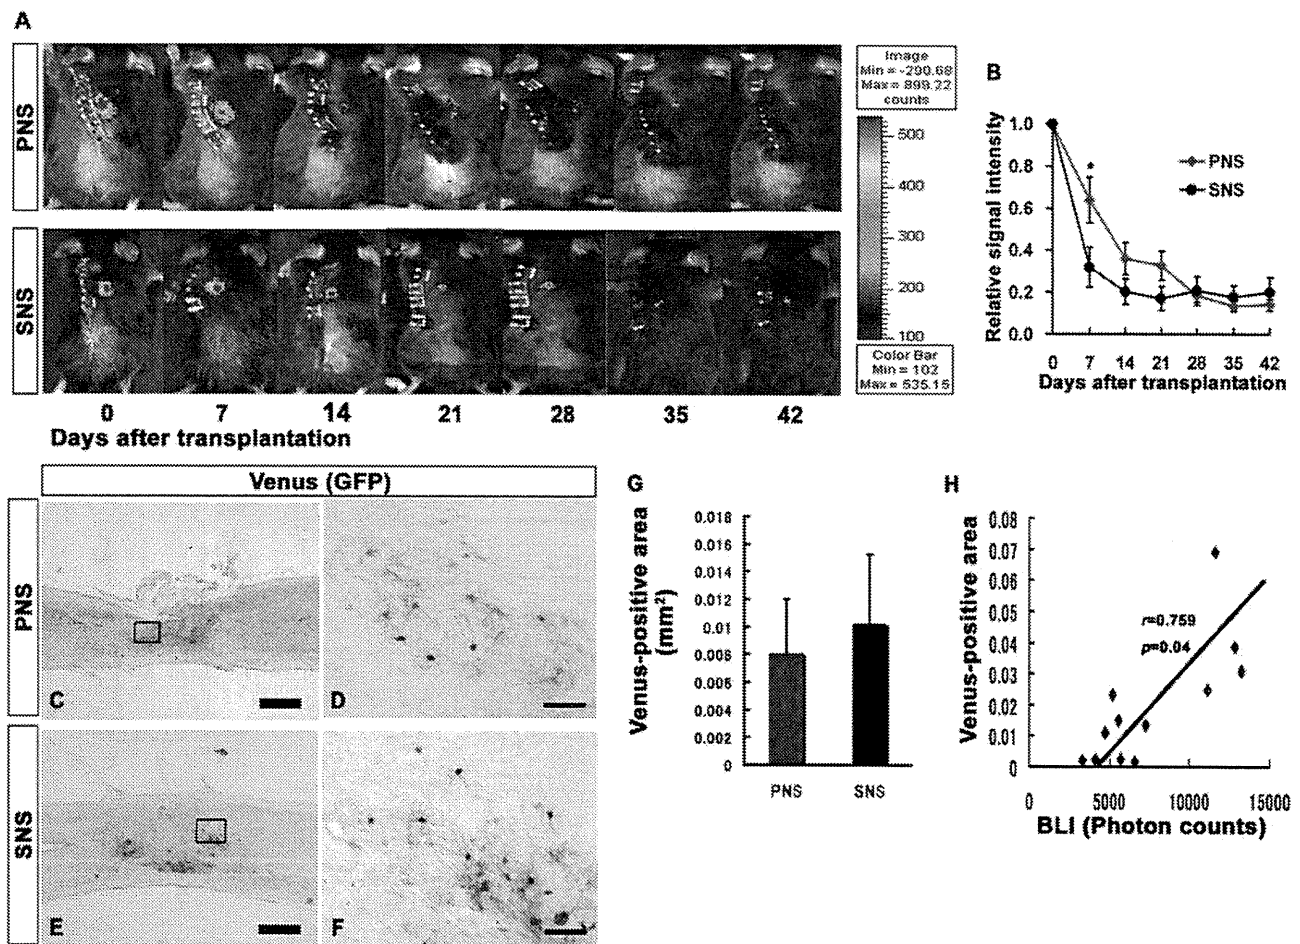 A
PNS
SNS
0 7 14 21 28 35 42
Days after transplantation
Image
Min = -290.68
Max = 899.22
counts
500
400
300
200
100
Color Bar
Min = 102
Max = 535.15
B
Relative signal intensity
1.0
0.8
0.6
0.4
0.2
0.0
*
PNS
SNS
0 7 14 21 28 35 42
Days after transplantation
Venus (GFP)
PNS
C
D
SNS
E
F
G
Venus-positive area
(mm²)
0.018
0.016
0.014
0.012
0.01
0.008
0.006
0.004
0.002
0
PNS SNS
H
Venus-positive area
0.08
0.07
0.06
0.05
0.04
0.03
0.02
0.01
0
r=0.759
p=0.04
0 5000 10000 15000
BLI (Photon counts)